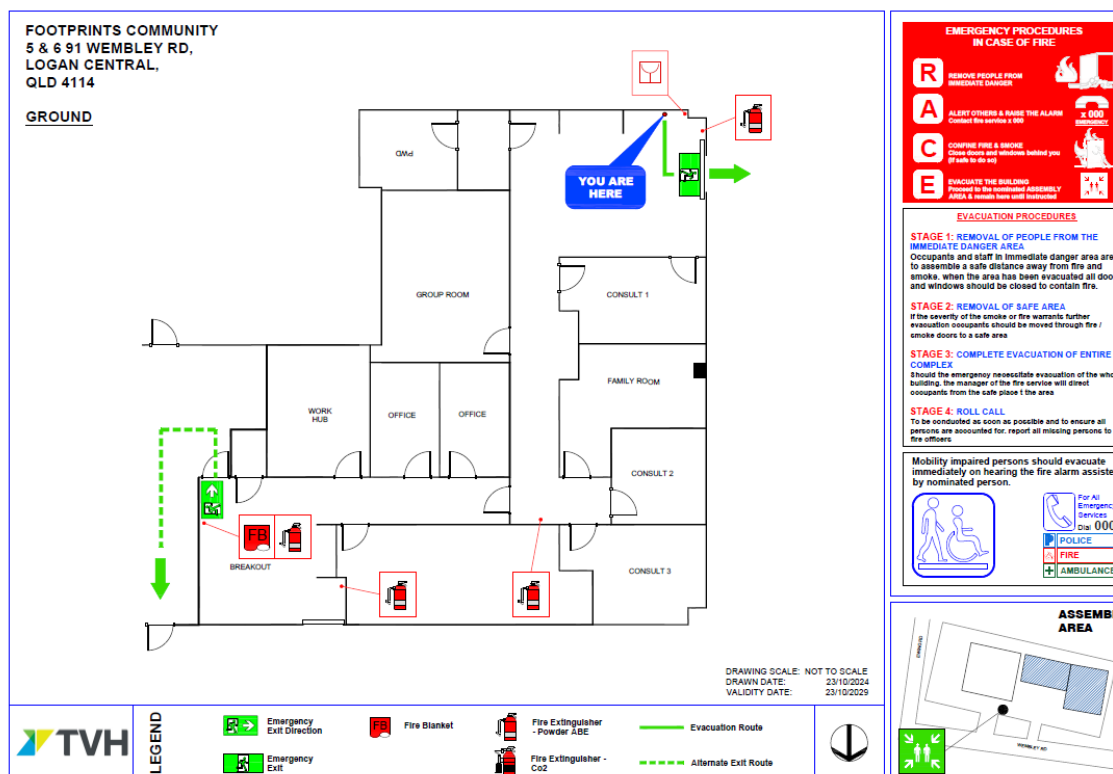 FOOTPRINTS COMMUNITY
5 & 6 91 WEMBLEY RD,
LOGAN CENTRAL,
QLD 4114
GROUND
PWD
YOU ARE
HERE
GROUP ROOM
CONSULT 1
FAMILY ROOM
WORK
HUB
OFFICE
OFFICE
CONSULT 2
FB
BREAKOUT
CONSULT 3
DRAWING SCALE: NOT TO SCALE
DRAWN DATE: 23/10/2024
VALIDITY DATE: 23/10/2029
TVH
LEGEND
Emergency
Exit Direction
Emergency
Exit
FB
Fire Blanket
Fire Extinguisher
- Powder ABE
Fire Extinguisher -
Co2
Evacuation Route
Alternate Exit Route
EMERGENCY PROCEDURES
IN CASE OF FIRE
R
REMOVE PEOPLE FROM
IMMEDIATE DANGER
A
ALERT OTHERS & RAISE THE ALARM
Contact fire service x 000
x 000
EMERGENCY
C
CONFINE FIRE & SMOKE
Close doors and windows behind you
(if safe to do so)
E
EVACUATE THE BUILDING
Proceed to the nominated ASSEMBLY
AREA & remain here until instructed
EVACUATION PROCEDURES
STAGE 1: REMOVAL OF PEOPLE FROM THE
IMMEDIATE DANGER AREA
Occupants and staff in immediate danger area are
to assemble a safe distance away from fire and
smoke. when the area has been evacuated all doo
and windows should be closed to contain fire.
STAGE 2: REMOVAL OF SAFE AREA
If the severity of the smoke or fire warrants further
evacuation occupants should be moved through fire /
smoke doors to a safe area
STAGE 3: COMPLETE EVACUATION OF ENTIRE
COMPLEX
Should the emergency necessitate evacuation of the who
building, the manager of the fire service will direct
occupants from the safe place t the area
STAGE 4: ROLL CALL
To be conducted as soon as possible and to ensure all
persons are accounted for. report all missing persons to
fire officers
Mobility impaired persons should evacuate
immediately on hearing the fire alarm assiste
by nominated person.
For All
Emergency
Services
Dial 000
POLICE
FIRE
AMBULANCE
ASSEMB
AREA
WEMBLEY RD